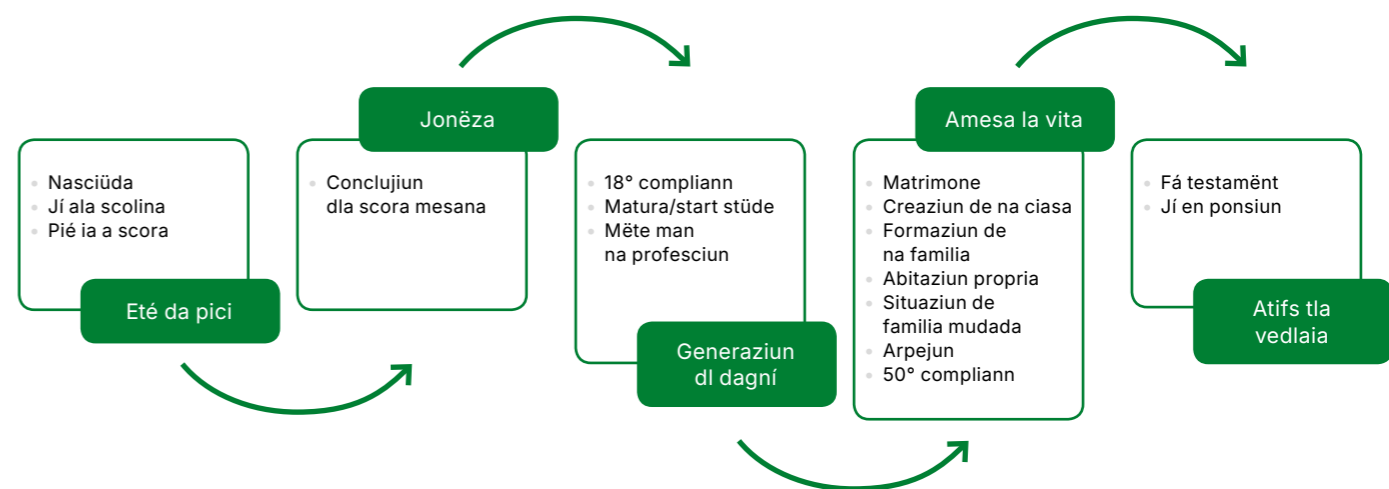 Nasciüda
Jí ala scolina
Pié ia a scora
Eté da pici
Jonëza
Conclujiun
dla scora mesana
18° compliann
Matura/start stüde
Mëte man
na profesciun
Generaziun
dl dagní
Amesa la vita
Matrimone
Creaziun de na ciasa
Formaziun de
na familia
Abitaziun propria
Situaziun de
familia mudada
Arpejun
50° compliann
Fá testamënt
Jí en ponsiun
Atifs tla
vedlaia